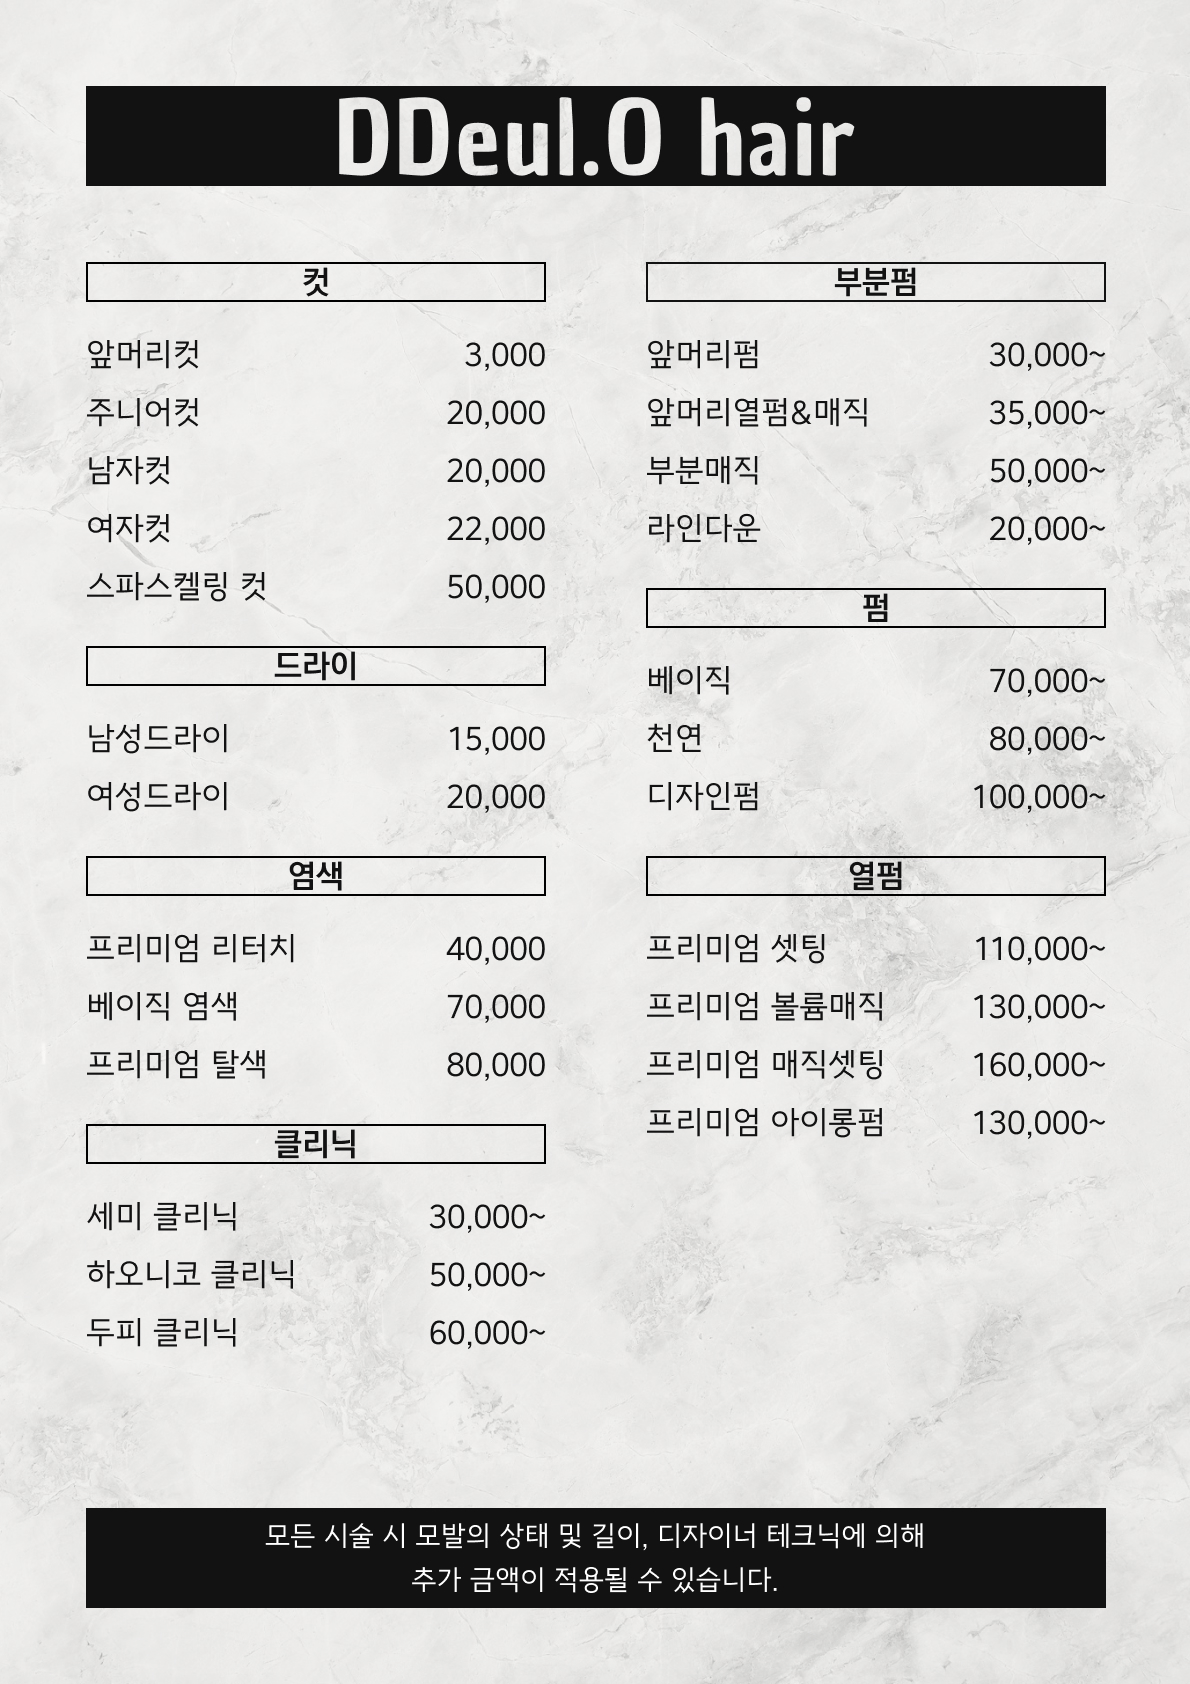 DDeul.O hair
컷
앞머리컷 3,000
주니어컷 20,000
남자컷 20,000
여자컷 22,000
스파스켈링 컷 50,000
드라이
남성드라이 15,000
여성드라이 20,000
염색
프리미엄 리터치 40,000
베이직 염색 70,000
프리미엄 탈색 80,000
클리닉
세미 클리닉 30,000~
하오니코 클리닉 50,000~
두피 클리닉 60,000~
부분펌
앞머리펌 30,000~
앞머리열펌&매직 35,000~
부분매직 50,000~
라인다운 20,000~
펌
베이직 70,000~
천연 80,000~
디자인펌 100,000~
열펌
프리미엄 셋팅 110,000~
프리미엄 볼륨매직 130,000~
프리미엄 매직셋팅 160,000~
프리미엄 아이롱펌 130,000~
모든 시술 시 모발의 상태 및 길이, 디자이너 테크닉에 의해
추가 금액이 적용될 수 있습니다.